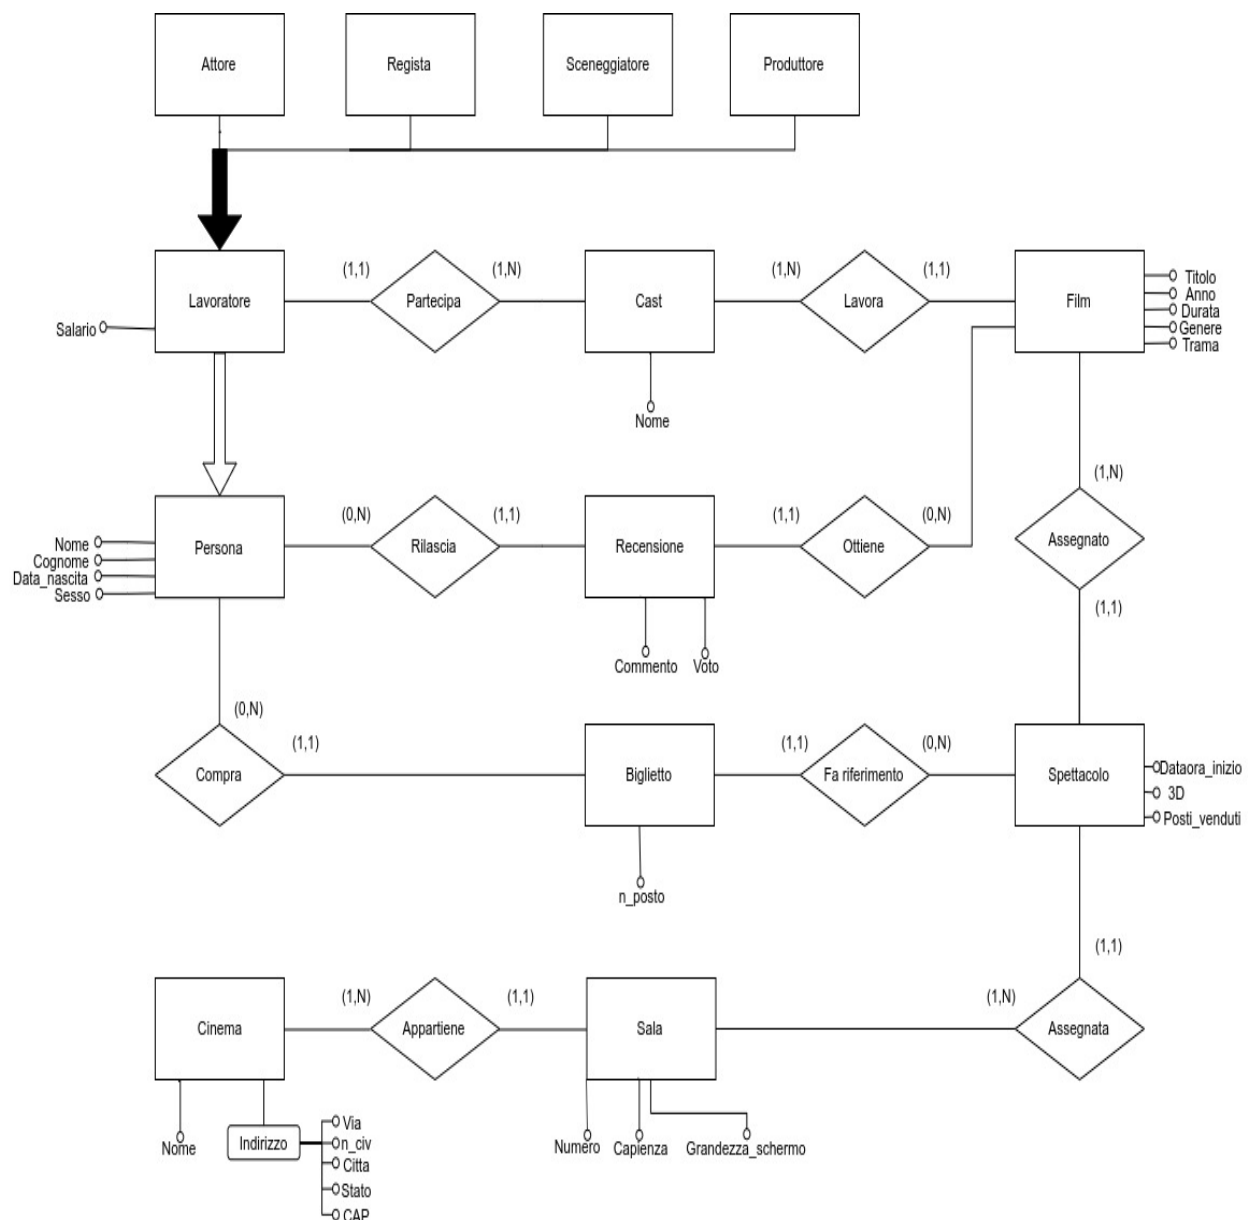 Attore
Regista
Sceneggiatore
Produttore
(1,1)
(1,N)
(1,N)
(1,1)
Lavoratore
Partecipa
Cast
Lavora
Film
Titolo
Anno
Durata
Genere
Trama
Salario
Nome
(1,N)
(0,N)
(1,1)
(1,1)
(0,N)
Persona
Rilascia
Recensione
Ottiene
Assegnato
Nome
Cognome
Data_nascita
Sesso
(1,1)
Commento
Voto
(0,N)
(1,1)
(1,1)
(0,N)
Compra
Biglietto
Fa riferimento
Spettacolo
Dataora_inizio
3D
Posti_venduti
n_posto
(1,1)
(1,N)
(1,1)
(1,N)
Cinema
Appartiene
Sala
Assegnata
Nome
Indirizzo
Via
n_civ
Citta
Stato
CAP
Numero
Capienza
Grandezza_schermo